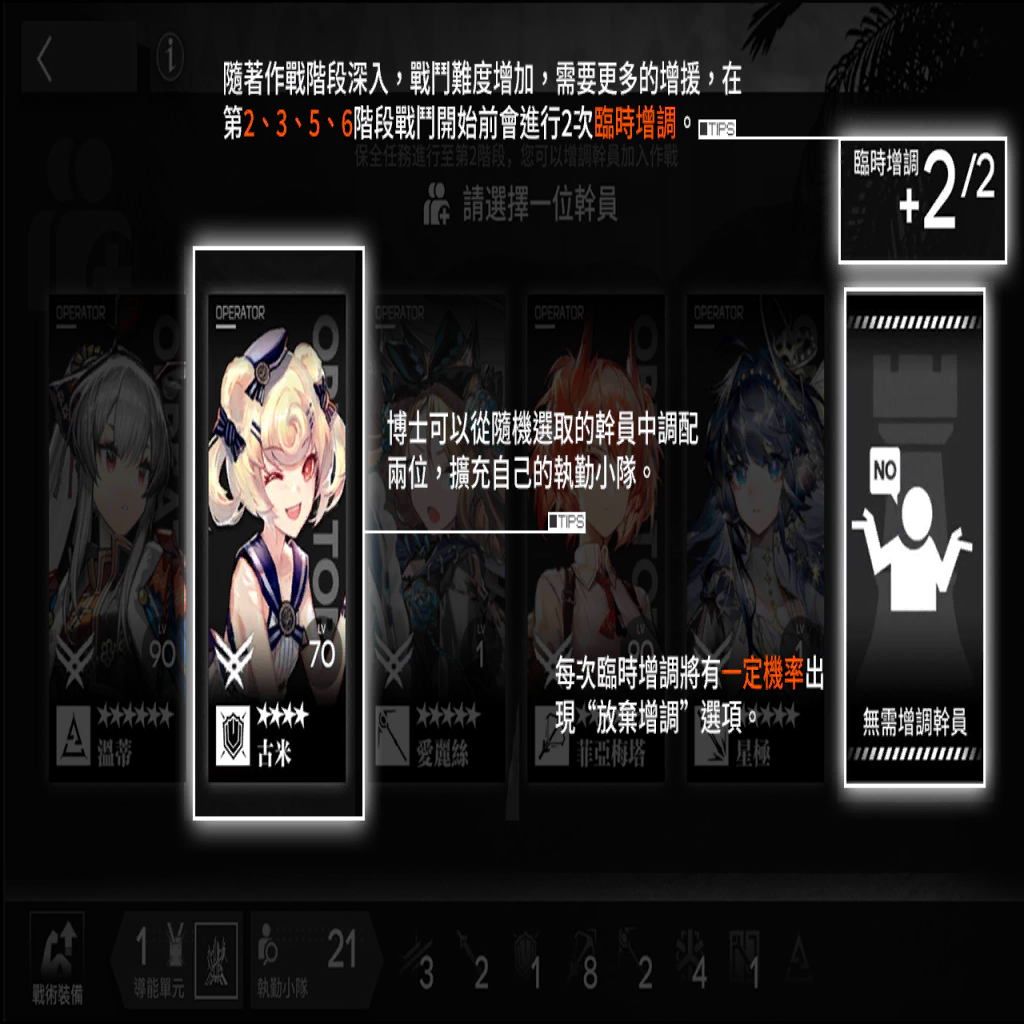 隨著作戰階段深入，戰鬥難度增加，需要更多的增援，在
第2、3、5、6階段戰鬥開始前會進行2次臨時增調。
TIPS
保全任務進行至第2階段，您可以增調幹員加入作戰
請選擇一位幹員
臨時增調
+2/2
OPERATOR
OPERATOR
OPERATOR
OPERATOR
OPERATOR
博士可以從隨機選取的幹員中調配
兩位，擴充自己的執勤小隊。
TIPS
NO
LV
90
LV
70
LV
1
LV
80
每次臨時增調將有一定機率出
現“放棄增調”選項。
無需增調幹員
溫蒂
古米
愛麗絲
菲亞梅塔
星極
1
導能單元
21
執勤小隊
戰術裝備
3 2 1 8 2 4 1